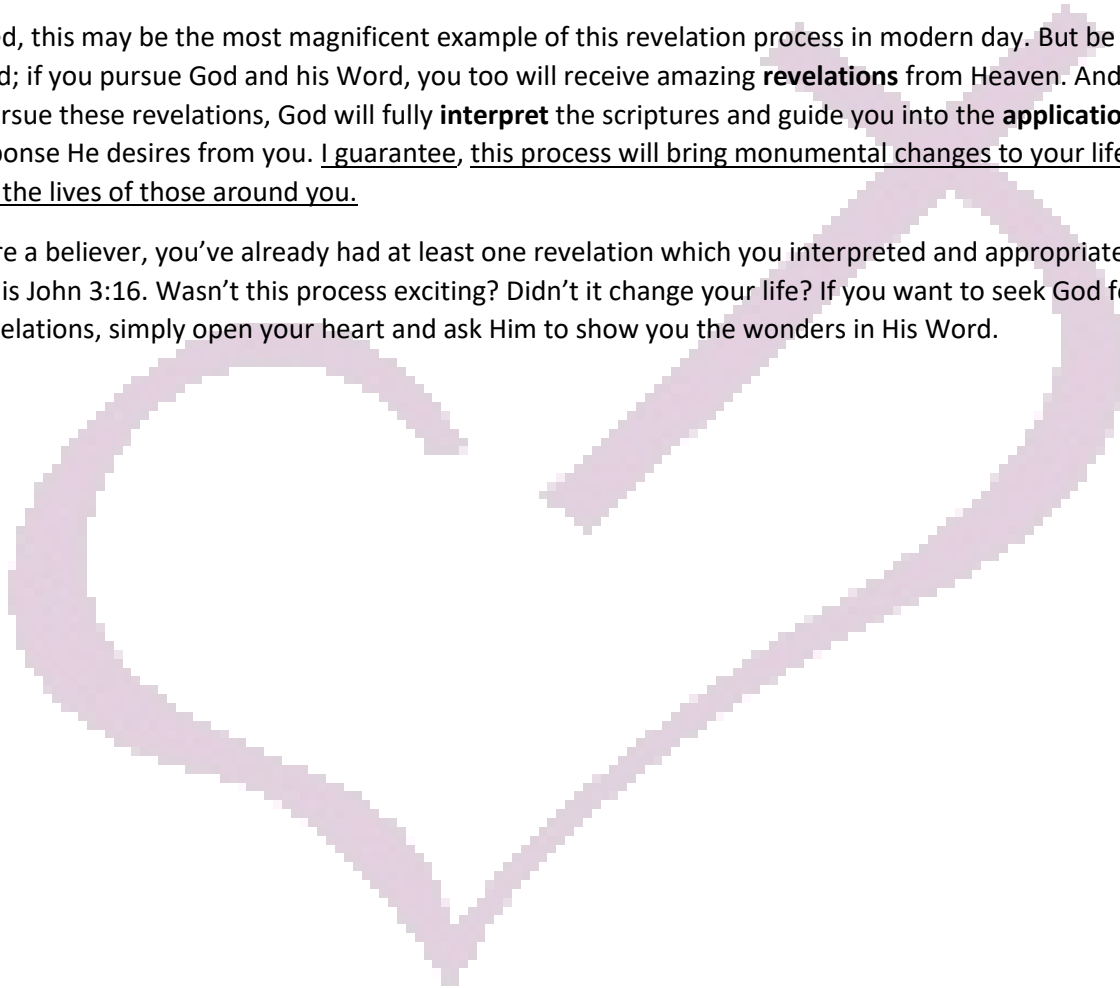 ed, this may be the most magnificent example of this revelation process in modern day. But be
d; if you pursue God and his Word, you too will receive amazing revelations from Heaven. And
rsue these revelations, God will fully interpret the scriptures and guide you into the applicatio
onse He desires from you. I guarantee, this process will bring monumental changes to your life
the lives of those around you.
re a believer, you’ve already had at least one revelation which you interpreted and appropriate
is John 3:16. Wasn’t this process exciting? Didn’t it change your life? If you want to seek God f
elations, simply open your heart and ask Him to show you the wonders in His Word.